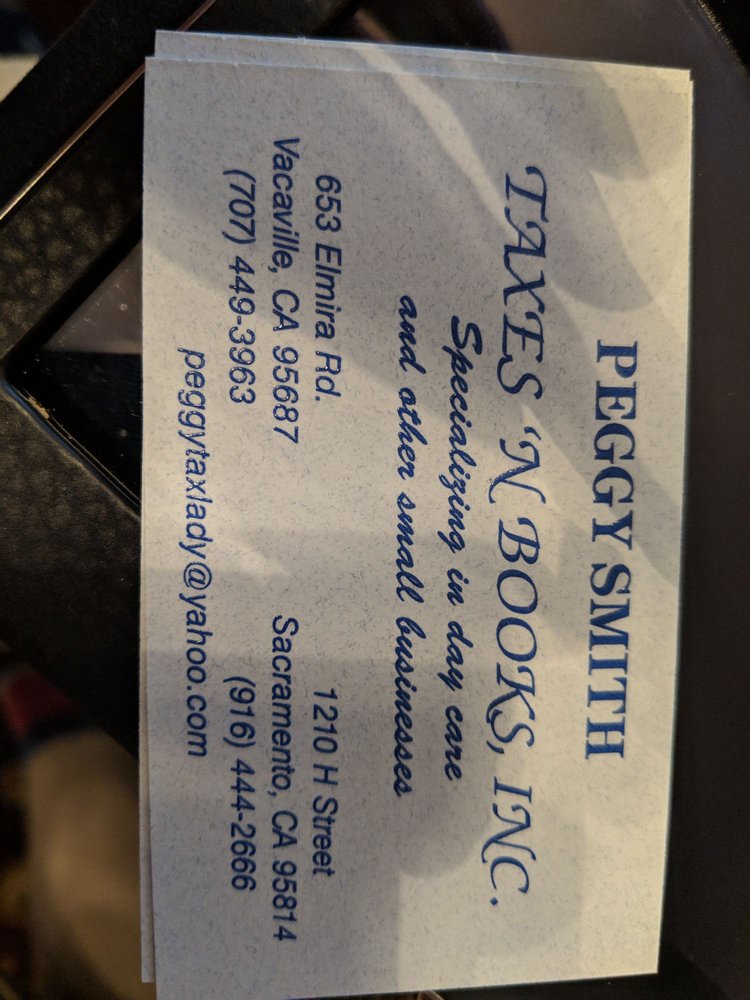 PEGGY SMITH
TAXES 'N BOOKS, INC.
Specializing in day care
and other small businesses
653 Elmira Rd.
Vacaville, CA 95687
(707) 449-3963
1210 H Street
Sacramento, CA 95814
(916) 444-2666
peggytaxlady@yahoo.com